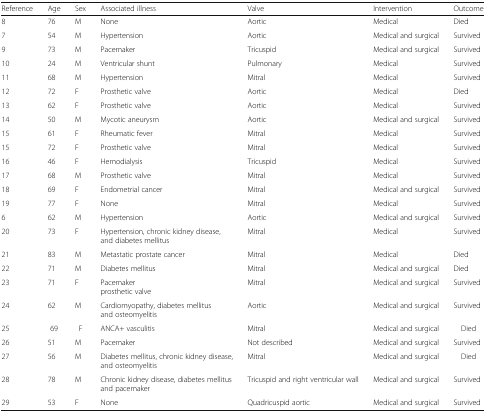 Reference Age Sex Associated illness Valve Intervention Outcome
8 76 M None Aortic Medical Died
7 54 M Hypertension Aortic Medical and surgical Survived
9 73 M Pacemaker Tricuspid Medical and surgical Survived
10 24 M Ventricular shunt Pulmonary Medical Survived
11 68 M Hypertension Mitral Medical Survived
12 72 F Prosthetic valve Aortic Medical Died
13 62 F Prosthetic valve Aortic Medical Survived
14 50 M Mycotic aneurysm Aortic Medical and surgical Survived
15 61 F Rheumatic fever Mitral Medical Survived
15 72 F Prosthetic valve Mitral Medical Survived
16 46 F Hemodialysis Tricuspid Medical Survived
17 68 M Prosthetic valve Mitral Medical Survived
18 69 F Endometrial cancer Mitral Medical and surgical Survived
19 77 F None Mitral Medical Survived
6 62 M Hypertension Aortic Medical and surgical Survived
20 73 F Hypertension, chronic kidney disease, Mitral Medical Survived
and diabetes mellitus
21 83 M Metastatic prostate cancer Mitral Medical Died
22 71 M Diabetes mellitus Mitral Medical and surgical Died
23 71 F Pacemaker Mitral Medical and surgical Survived
prosthetic valve
24 62 M Cardiomyopathy, diabetes mellitus Aortic Medical and surgical Survived
and osteomyelitis
25 69 F ANCA+ vasculitis Mitral Medical and surgical Died
26 51 M Pacemaker Not described Medical and surgical Survived
27 56 M Diabetes mellitus, chronic kidney disease, Mitral Medical and surgical Died
and osteomyelitis
28 78 M Chronic kidney disease, diabetes mellitus Tricuspid and right ventricular wall Medical and surgical Survived
and pacemaker
29 53 F None Quadricuspid aortic Medical and surgical Survived